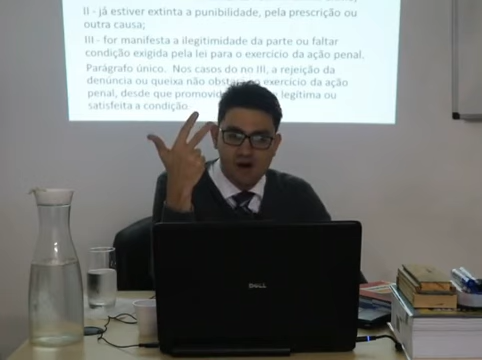 II - já estiver extinta a punibilidade, pela prescrição ou
outra causa;
III - for manifesta a ilegitimidade da parte ou faltar
condição exigida pela lei para o exercício da ação penal.
Parágrafo único. Nos casos do no III, a rejeição da
denúncia ou queixa não obstará ao exercício da ação
penal, desde que promovida legítima ou
satisfeita a condição.
DELL